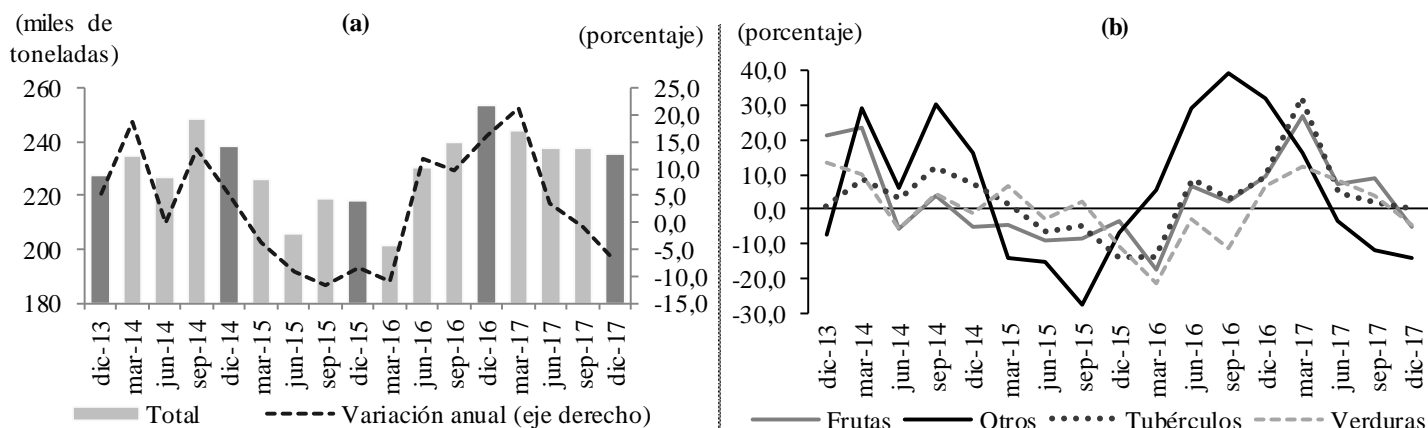 (miles de
toneladas)
(a)
(porcentaje)
260
240
220
200
180
25,0
20,0
15,0
10,0
5,0
0,0
-5,0
-10,0
-15,0
dic-13
mar-14
jun-14
sep-14
dic-14
mar-15
jun-15
sep-15
dic-15
mar-16
jun-16
sep-16
dic-16
mar-17
jun-17
sep-17
dic-17
Total
Variación anual (eje derecho)
(porcentaje)
(b)
40,0
30,0
20,0
10,0
0,0
-10,0
-20,0
-30,0
dic-13
mar-14
jun-14
sep-14
dic-14
mar-15
jun-15
sep-15
dic-15
mar-16
jun-16
sep-16
dic-16
mar-17
jun-17
sep-17
dic-17
Frutas
Otros
Tubérculos
Verduras